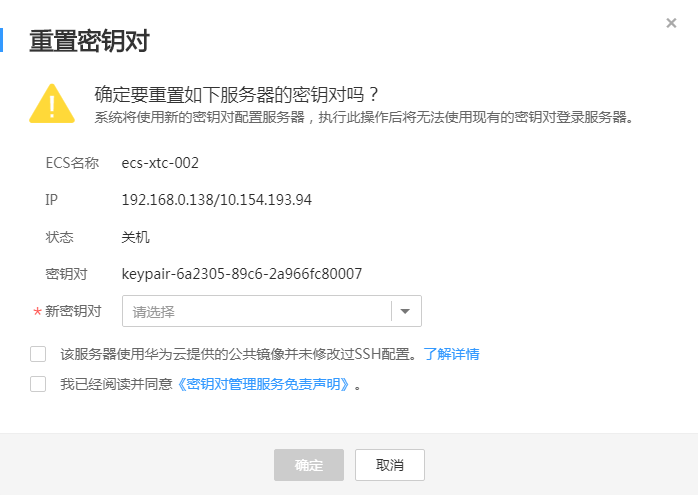 重置密钥对
确定要重置如下服务器的密钥对吗？
系统将使用新的密钥对配置服务器，执行此操作后将无法使用现有的密钥对登录服务器。
ECS名称 ecs-xtc-002
IP 192.168.0.138/10.154.193.94
状态 关机
密钥对 keypair-6a2305-89c6-2a966fc80007
* 新密钥对 请选择
该服务器使用华为云提供的公共镜像并未修改过SSH配置。了解详情
我已经阅读并同意《密钥对管理服务免责声明》。
确定 取消